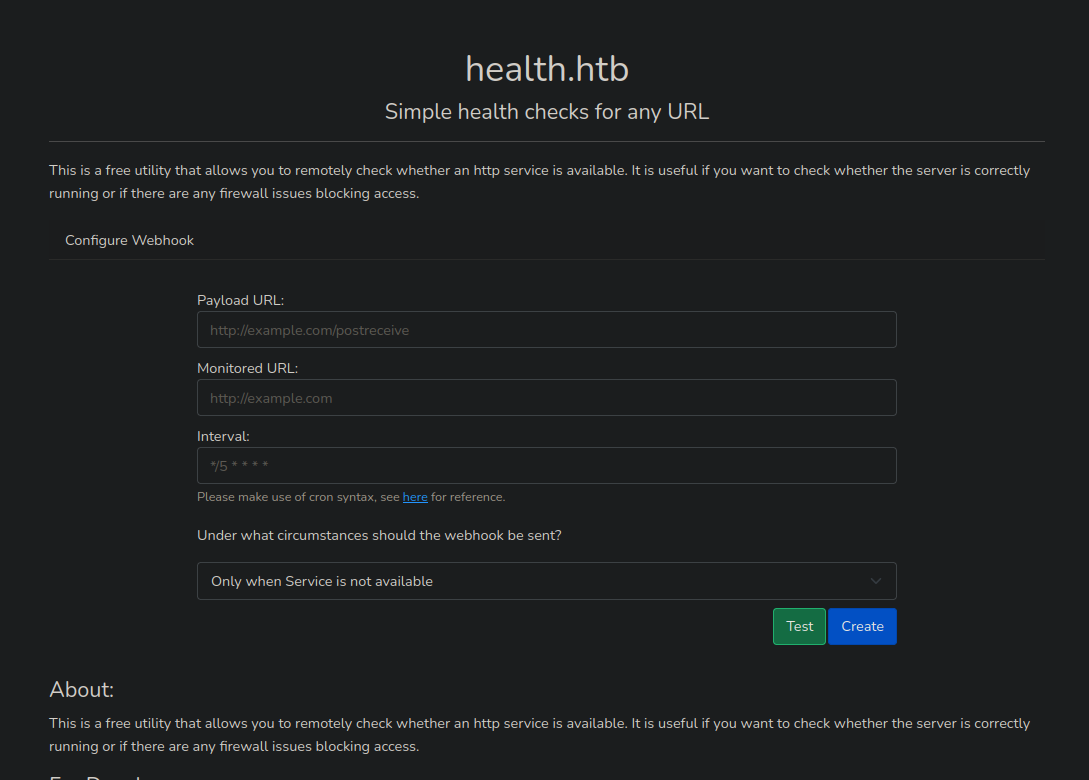 health.htb
Simple health checks for any URL
This is a free utility that allows you to remotely check whether an http service is available. It is useful if you want to check whether the server is correctly
running or if there are any firewall issues blocking access.
Configure Webhook
Payload URL:
http://example.com/postreceive
Monitored URL:
http://example.com
Interval:
*/5 * * * *
Please make use of cron syntax, see here for reference.
Under what circumstances should the webhook be sent?
Only when Service is not available
Test Create
About:
This is a free utility that allows you to remotely check whether an http service is available. It is useful if you want to check whether the server is correctly
running or if there are any firewall issues blocking access.